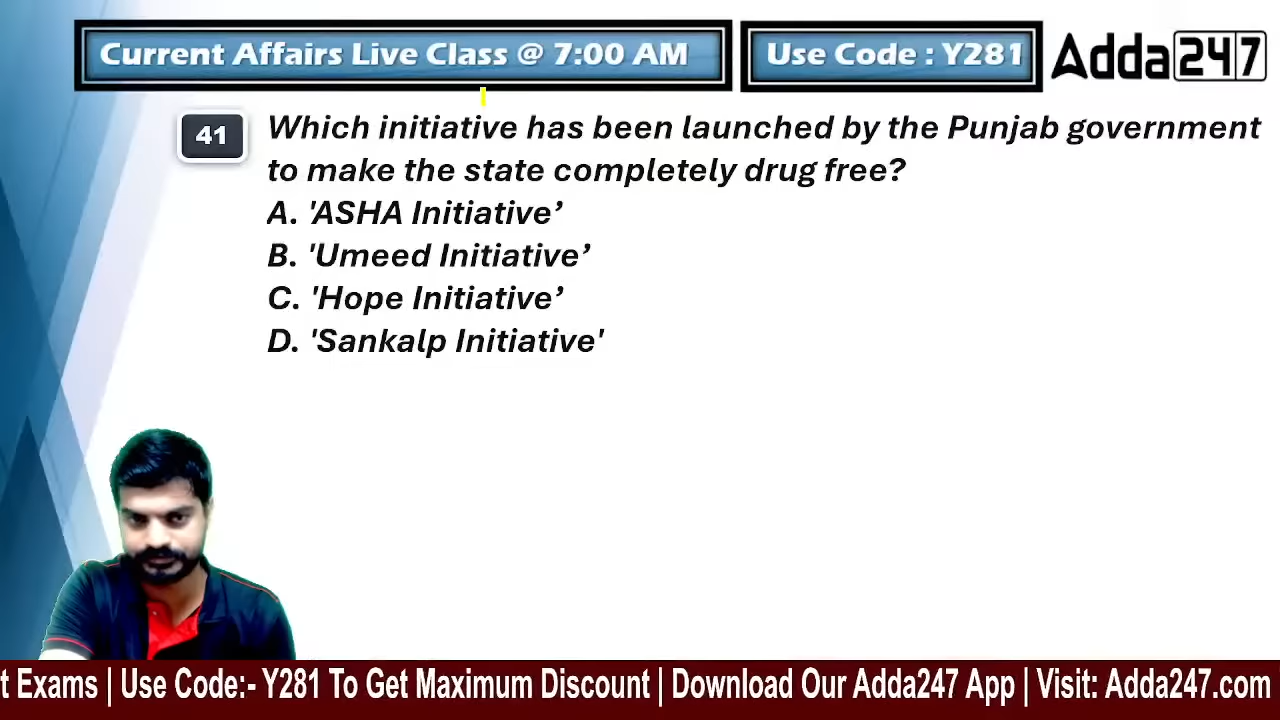 Current Affairs Live Class @ 7:00 AM
Use Code : Y281
Adda247
41
Which initiative has been launched by the Punjab government
to make the state completely drug free?
A. 'ASHA Initiative’
B. 'Umeed Initiative’
C. 'Hope Initiative’
D. 'Sankalp Initiative'
t Exams | Use Code:- Y281 To Get Maximum Discount | Download Our Adda247 App | Visit: Adda247.com